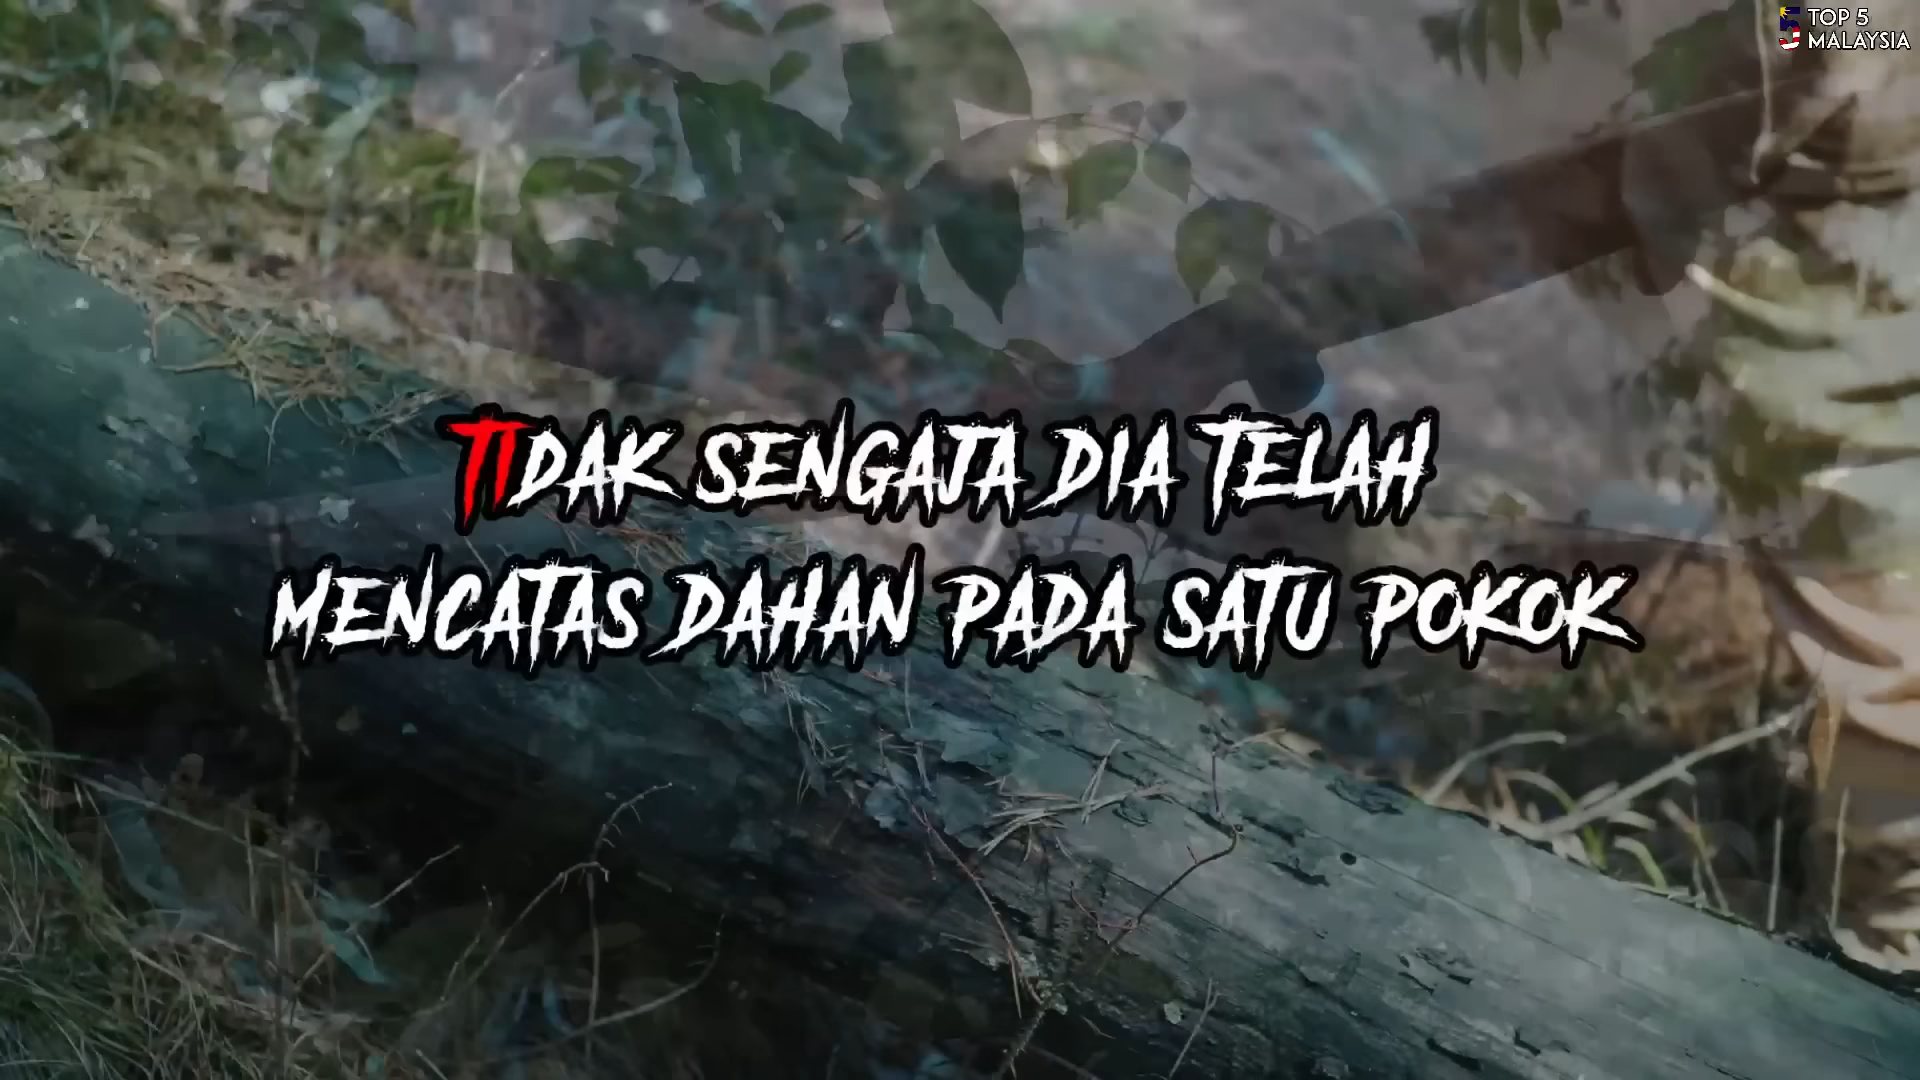 TOP 5
MALAYSIA
TIDAK SENGAJA DIA TELAH
MENCATAS DAHAN PADA SATU POKOK